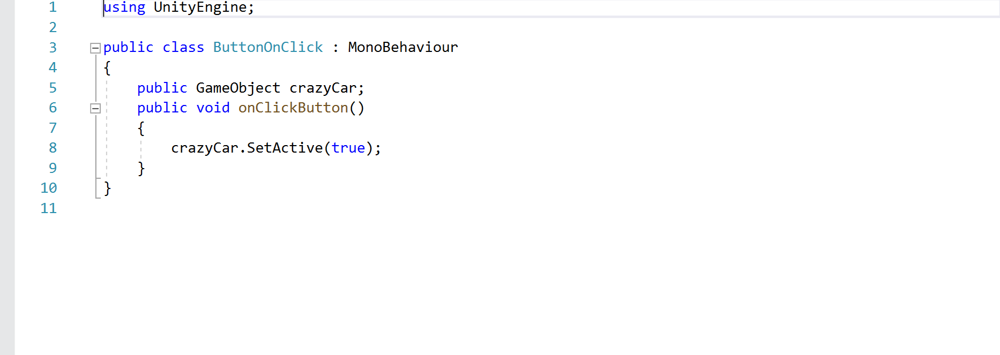 1 using UnityEngine;
2
3 public class ButtonOnClick : MonoBehaviour
4 {
5     public GameObject crazyCar;
6     public void onClickButton()
7     {
8         crazyCar.SetActive(true);
9     }
10 }
11